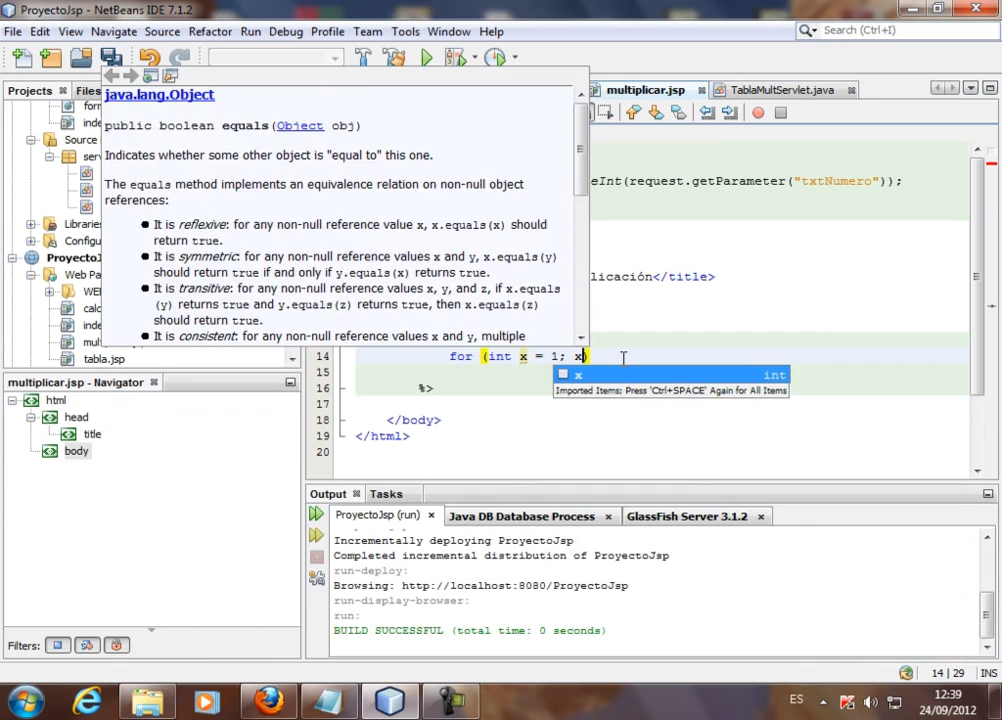 ProyectoJsp - NetBeans IDE 7.1.2
File Edit View Navigate Source Refactor Run Debug Profile Team Tools Window Help
Search (Ctrl+I)
Projects Files
multiplicar.jsp TablaMultServlet.java
form
inde
Source
serv
Libraries
Configu
ProyectoJ
Web Pa
WE
calc
inde
mu
tabla.jsp
java.lang.Object
public boolean equals(Object obj)
Indicates whether some other object is "equal to" this one.
The equals method implements an equivalence relation on non-null object
references:
It is reflexive: for any non-null reference value x, x.equals(x) should
return true.
It is symmetric: for any non-null reference values x and y, x.equals(y)
should return true if and only if y.equals(x) returns true.
It is transitive: for any non-null reference values x, y, and z, if x.equals
(y) returns true and y.equals(z) returns true, then x.equals(z)
should return true.
It is consistent: for any non-null reference values x and y, multiple
eInt(request.getParameter("txtNumero"));
licación</title>
14 for (int x = 1; x)
x int
Imported Items; Press 'Ctrl+SPACE' Again for All Items
15
16 %>
17
18 </body>
19 </html>
20
multiplicar.jsp - Navigator
html
head
title
body
Filters:
Output Tasks
ProyectoJsp (run) Java DB Database Process GlassFish Server 3.1.2
Incrementally deploying ProyectoJsp
Completed incremental distribution of ProyectoJsp
run-deploy:
Browsing: http://localhost:8080/ProyectoJsp
run-display-browser:
run:
BUILD SUCCESSFUL (total time: 0 seconds)
14 | 29 INS
ES
12:39
24/09/2012